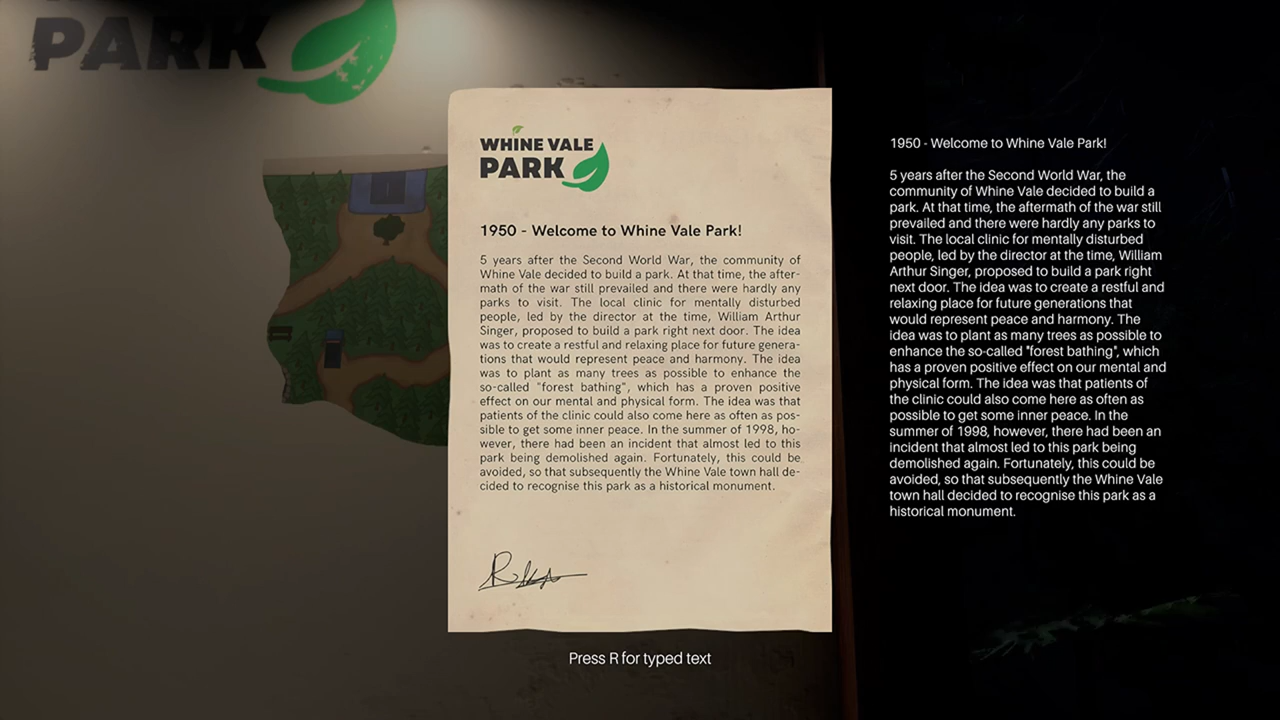 PARK
WHINE VALE
PARK
1950 - Welcome to Whine Vale Park!
5 years after the Second World War, the community of
Whine Vale decided to build a park. At that time, the after-
math of the war still prevailed and there were hardly any
parks to visit. The local clinic for mentally disturbed
people, led by the director at the time, William Arthur
Singer, proposed to build a park right next door. The idea
was to create a restful and relaxing place for future genera-
tions that would represent peace and harmony. The idea
was to plant as many trees as possible to enhance the
so-called "forest bathing", which has a proven positive
effect on our mental and physical form. The idea was that
patients of the clinic could also come here as often as pos-
sible to get some inner peace. In the summer of 1998, ho-
wever, there had been an incident that almost led to this
park being demolished again. Fortunately, this could be
avoided, so that subsequently the Whine Vale town hall de-
cided to recognise this park as a historical monument.
Press R for typed text
1950 - Welcome to Whine Vale Park!
5 years after the Second World War, the
community of Whine Vale decided to build a
park. At that time, the aftermath of the war still
prevailed and there were hardly any parks to
visit. The local clinic for mentally disturbed
people, led by the director at the time, William
Arthur Singer, proposed to build a park right
next door. The idea was to create a restful and
relaxing place for future generations that
would represent peace and harmony. The
idea was to plant as many trees as possible to
enhance the so-called "forest bathing", which
has a proven positive effect on our mental and
physical form. The idea was that patients of
the clinic could also come here as often as
possible to get some inner peace. In the
summer of 1998, however, there had been an
incident that almost led to this park being
demolished again. Fortunately, this could be
avoided, so that subsequently the Whine Vale
town hall decided to recognise this park as a
historical monument.